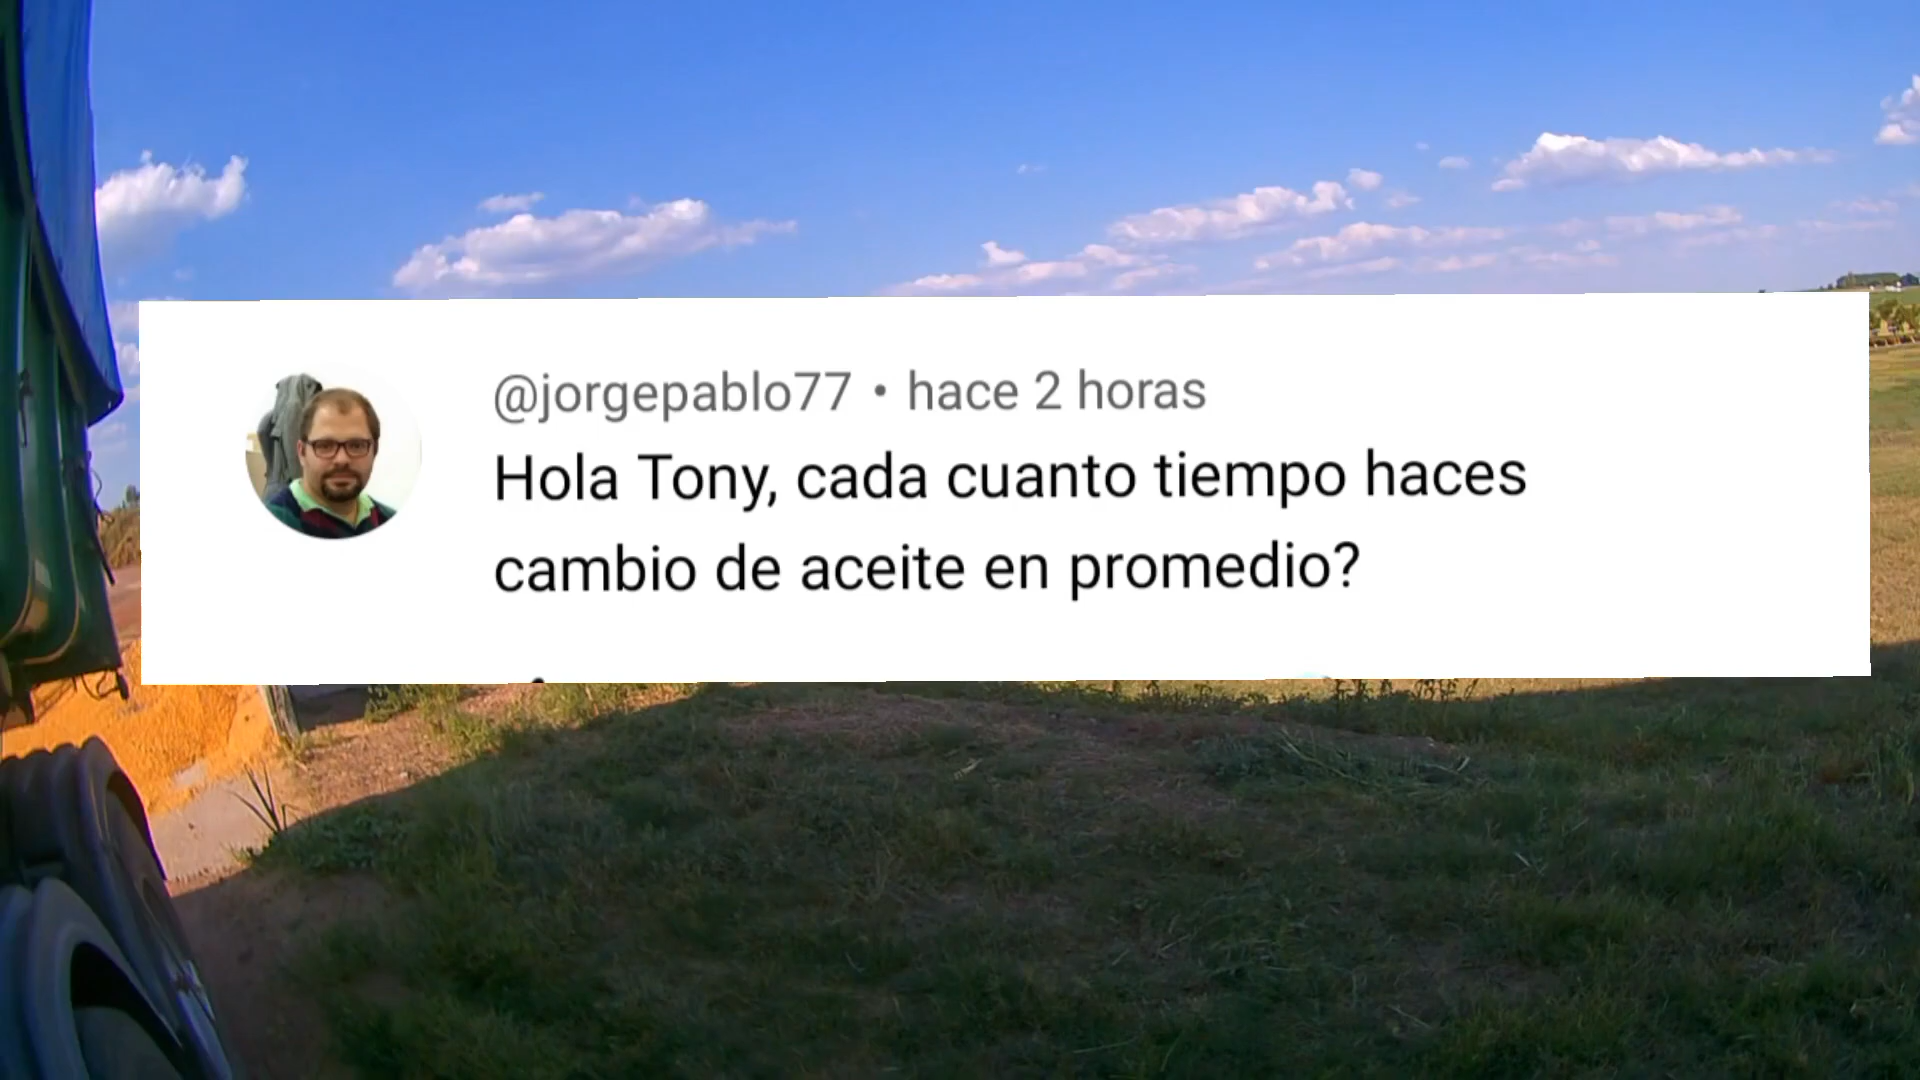 @jorgepablo77 • hace 2 horas
Hola Tony, cada cuanto tiempo haces
cambio de aceite en promedio?